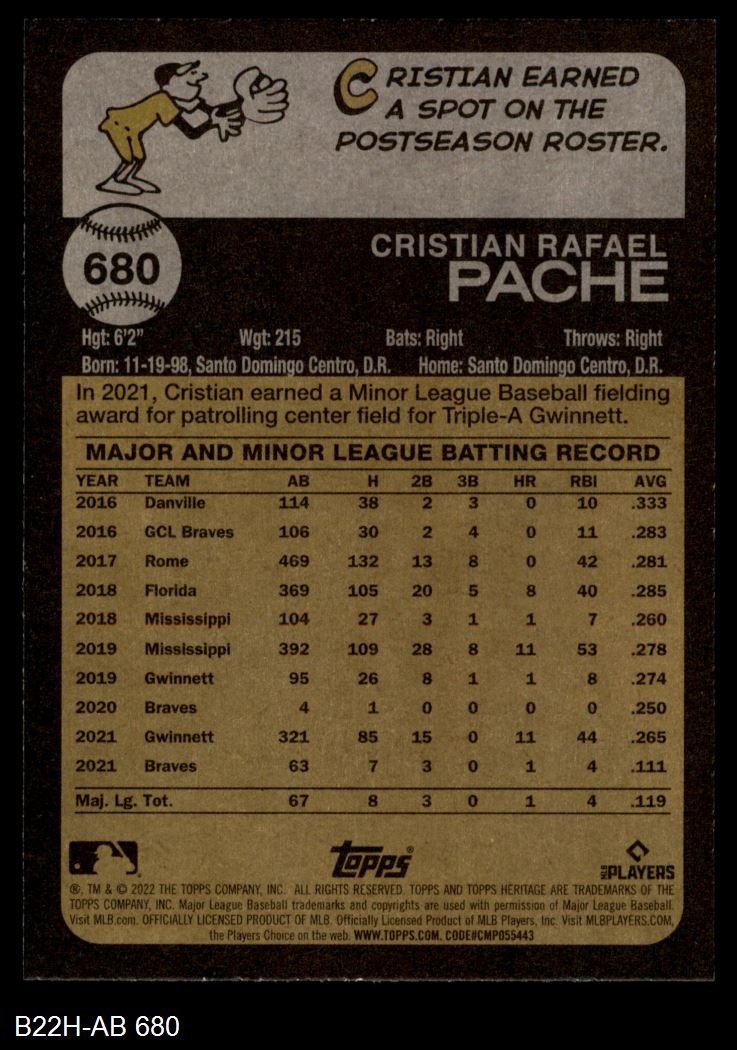 CRISTIAN EARNED
A SPOT ON THE
POSTSEASON ROSTER.
680
CRISTIAN RAFAEL
PACHE
Hgt: 6'2" Wgt: 215 Bats: Right Throws: Right
Born: 11-19-98, Santo Domingo Centro, D.R. Home: Santo Domingo Centro, D.R.
In 2021, Cristian earned a Minor League Baseball fielding
award for patrolling center field for Triple-A Gwinnett.
MAJOR AND MINOR LEAGUE BATTING RECORD
YEAR TEAM AB H 2B 3B HR RBI AVG
2016 Danville 114 38 2 3 0 10 .333
2016 GCL Braves 106 30 2 4 0 11 .283
2017 Rome 469 132 13 8 0 42 .281
2018 Florida 369 105 20 5 8 40 .285
2018 Mississippi 104 27 3 1 1 7 .260
2019 Mississippi 392 109 28 8 11 53 .278
2019 Gwinnett 95 26 8 1 1 8 .274
2020 Braves 4 1 0 0 0 0 .250
2021 Gwinnett 321 85 15 0 11 44 .265
2021 Braves 63 7 3 0 1 4 .111
Maj. Lg. Tot. 67 8 3 0 1 4 .119
Topps®
MLB PLAYERS
®, TM & © 2022 THE TOPPS COMPANY, INC. ALL RIGHTS RESERVED. TOPPS AND TOPPS HERITAGE ARE TRADEMARKS OF THE
TOPPS COMPANY, INC. Major League Baseball trademarks and copyrights are used with permission of Major League Baseball.
Visit MLB.com. OFFICIALLY LICENSED PRODUCT OF MLB. Officially Licensed Product of MLB Players, Inc. Visit MLBPLAYERS.COM,
the Players Choice on the web. WWW.TOPPS.COM. CODE#CMP055443
B22H-AB 680